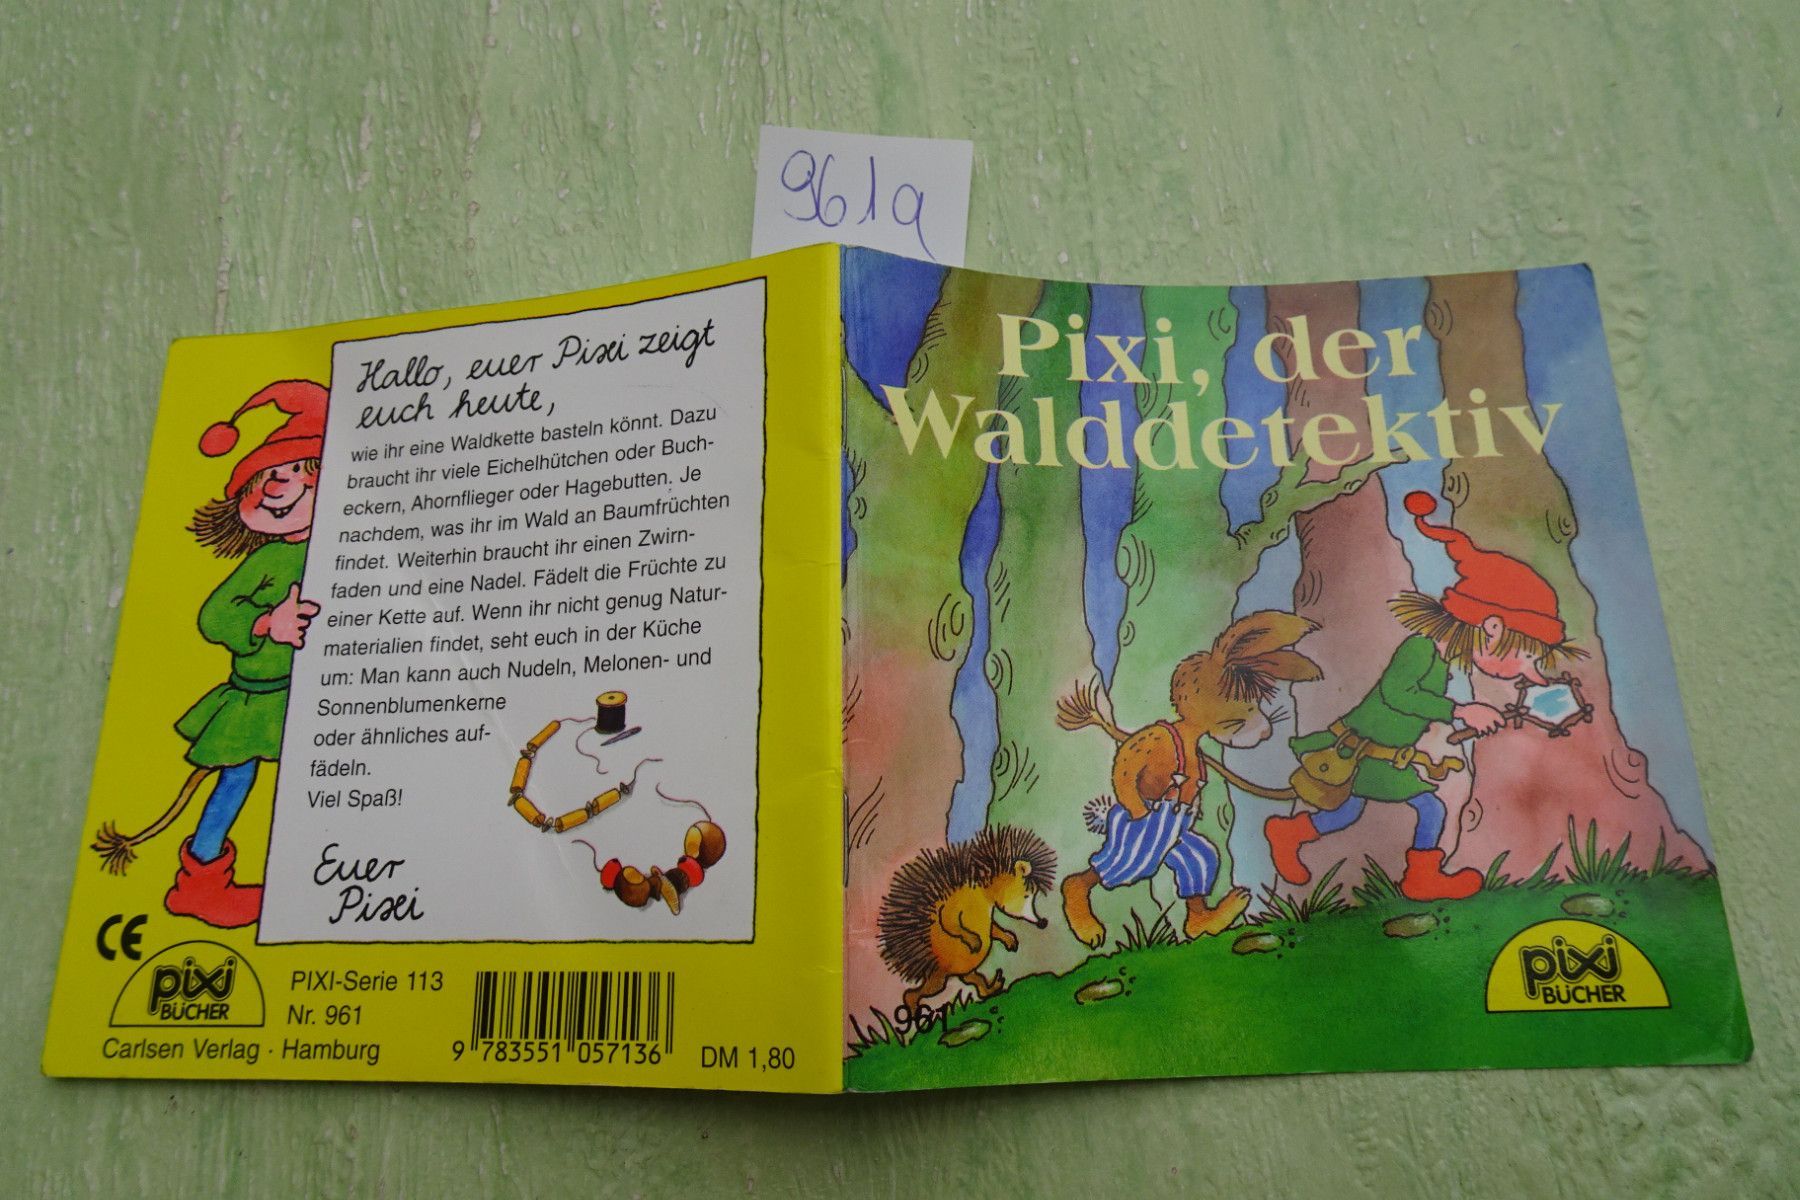 961a
Hallo, euer Pixi zeigt
euch heute,
wie ihr eine Waldkette basteln könnt. Dazu
braucht ihr viele Eichelhütchen oder Buch-
eckern, Ahornflieger oder Hagebutten. Je
nachdem, was ihr im Wald an Baumfrüchten
findet. Weiterhin braucht ihr einen Zwirn-
faden und eine Nadel. Fädelt die Früchte zu
einer Kette auf. Wenn ihr nicht genug Natur-
materialien findet, seht euch in der Küche
um: Man kann auch Nudeln, Melonen- und
Sonnenblumenkerne
oder ähnliches auf-
fädeln.
Viel Spaß!
Euer
Pixi
CE
pixi
BÜCHER
PIXI-Serie 113
Nr. 961
Carlsen Verlag · Hamburg
9 783551 057136
DM 1,80
Pixi, der
Walddetektiv
961
pixi
BÜCHER